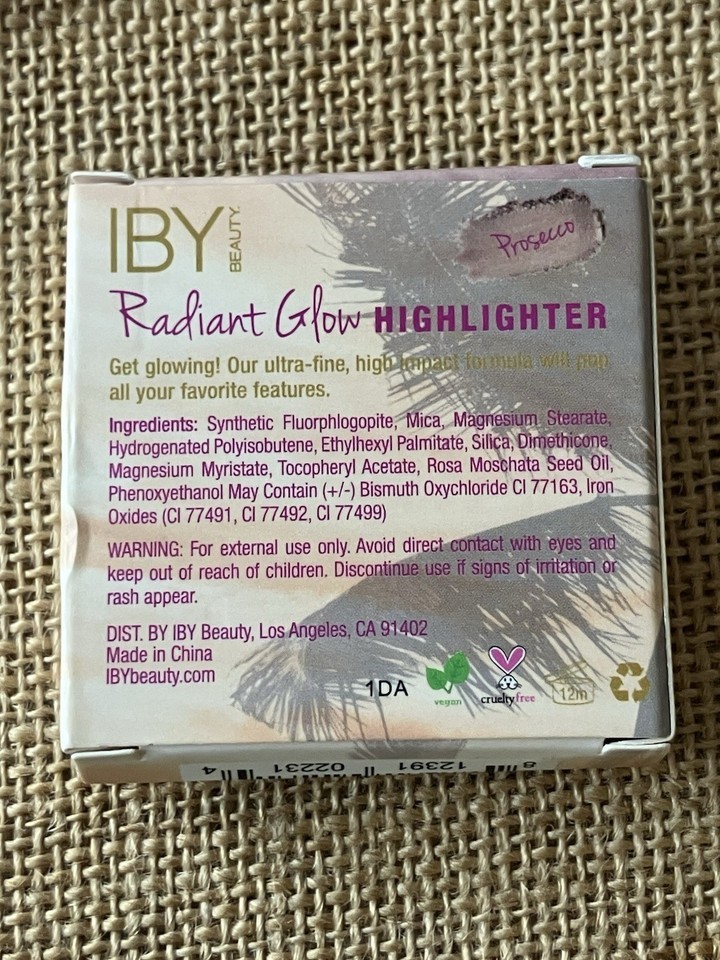 IBY BEAUTY.
Prosecco
Radiant Glow HIGHLIGHTER
Get glowing! Our ultra-fine, high impact formula will pop
all your favorite features.
Ingredients: Synthetic Fluorphlogopite, Mica, Magnesium Stearate,
Hydrogenated Polyisobutene, Ethylhexyl Palmitate, Silica, Dimethicone,
Magnesium Myristate, Tocopheryl Acetate, Rosa Moschata Seed Oil,
Phenoxyethanol May Contain (+/-) Bismuth Oxychloride CI 77163, Iron
Oxides (CI 77491, CI 77492, CI 77499)
WARNING: For external use only. Avoid direct contact with eyes and
keep out of reach of children. Discontinue use if signs of irritation or
rash appear.
DIST. BY IBY Beauty, Los Angeles, CA 91402
Made in China
IBYbeauty.com
1DA
vegan
crueltyfree
12m
8 12391 02231 4